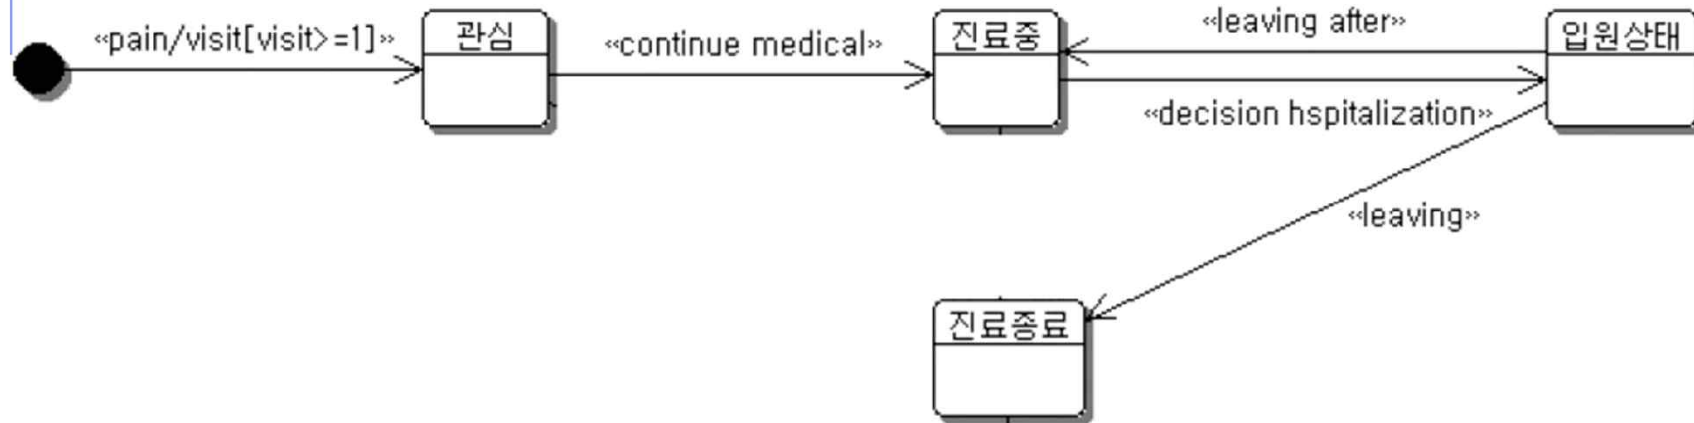 «pain/visit[visit>=1]»
관심
«continue medical»
진료중
«leaving after»
입원상태
«decision hspitalization»
«leaving»
진료종료